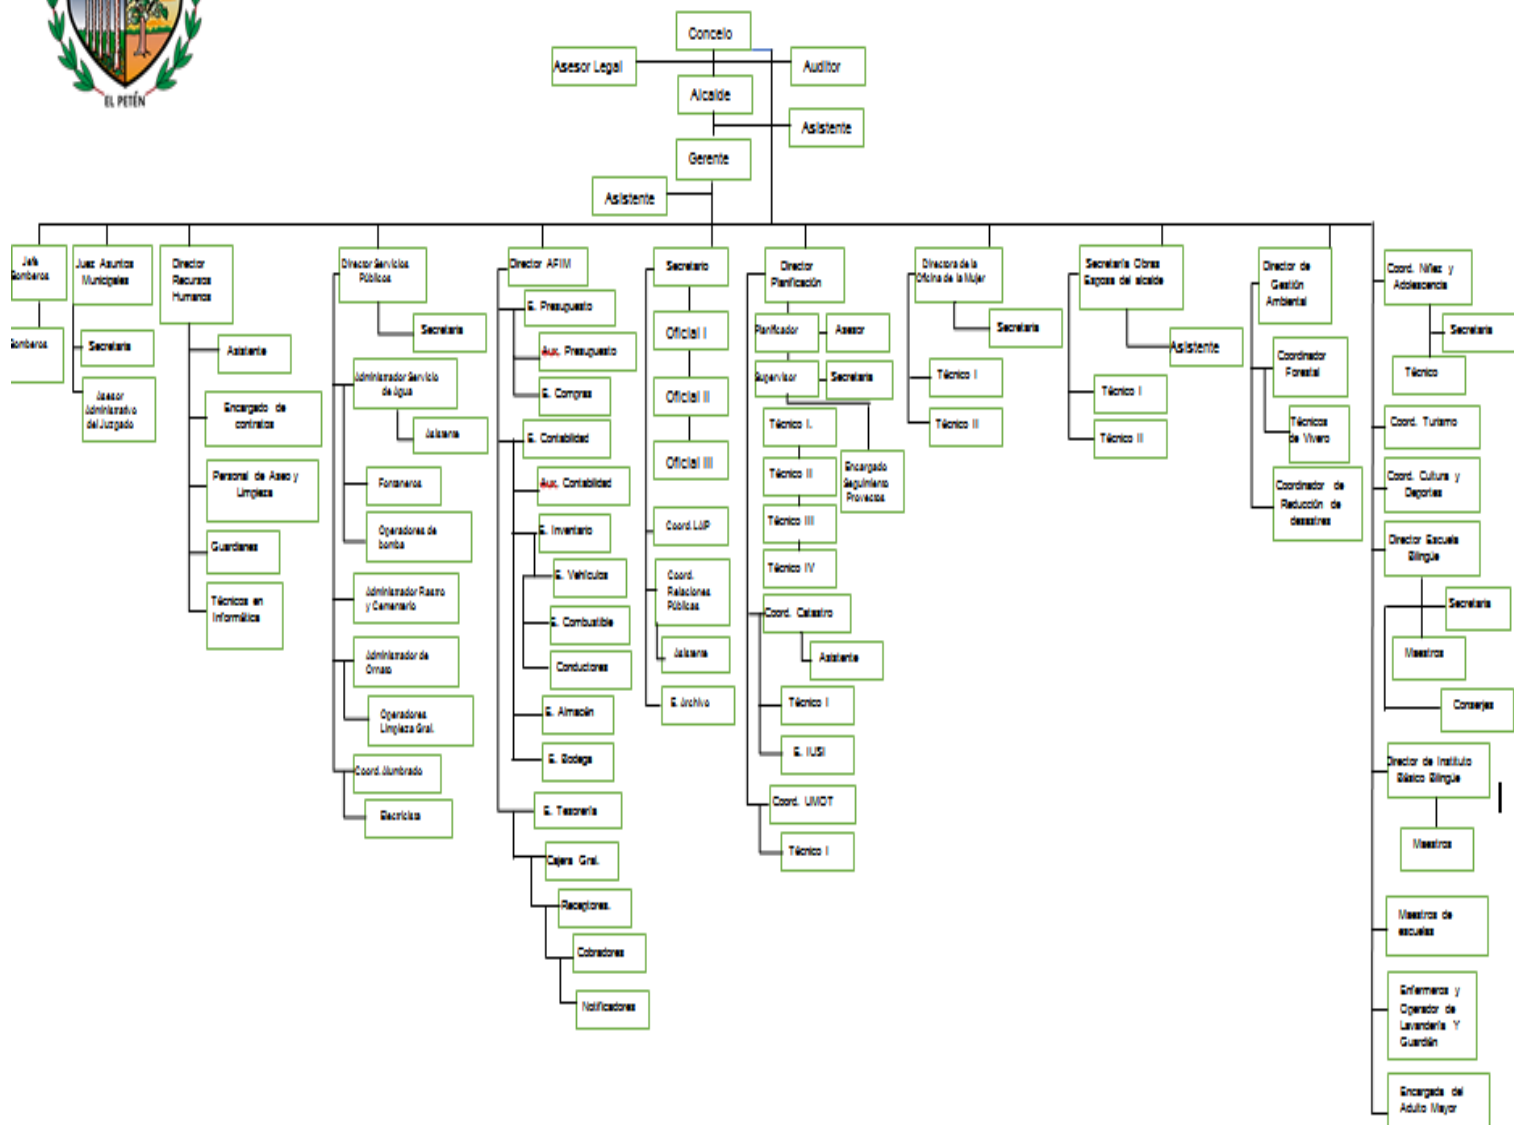 EL PETÉN
Concejo
Asesor Legal
Auditor
Alcalde
Asistente
Gerente
Asistente
Jefe
Bomberos
Bomberos
Juez Asuntos
Municipales
Secretaria
Asesor
Administrativo
del Juzgado
Director
Recursos
Humanos
Asistente
Encargado de
contratos
Personal de Aseo y
Limpieza
Guardianes
Técnicos en
Informática
Director Servicios
Públicos
Secretaria
Administrador Servicio
de Agua
Asistente
Fontaneros
Operadores de
bomba
Administrador Rastro
y Cementerio
Administrador de
Ornato
Operadores
Limpieza Gral.
Coord. Alumbrado
Electricista
Director AFIM
E. Presupuesto
Aux. Presupuesto
E. Compras
E. Contabilidad
Aux. Contabilidad
E. Inventario
E. Vehículos
E. Combustible
Conductores
E. Almacén
E. Bodega
E. Tesorería
Cajera Gral.
Receptores.
Cobradores
Notificadores
Secretario
Oficial I
Oficial II
Oficial III
Coord. LAIP
Coord.
Relaciones
Públicas
Asistente
E. Archivo
Director
Planificación
Planificador
Asesor
Supervisor
Secretaria
Encargado
Seguimiento
Proyectos
Técnico I.
Técnico II
Técnico III
Técnico IV
Coord. Catastro
Asistente
Técnico I
E. IUSI
Coord. UMOT
Técnico I
Directora de la
Oficina de la Mujer
Secretaria
Técnico I
Técnico II
Secretaría Obras
Esposa del alcalde
Asistente
Técnico I
Técnico II
Director de
Gestión
Ambiental
Coordinador
Forestal
Técnicos
de Vivero
Coordinador de
Reducción de
desastres
Coord. Niñez y
Adolescencia
Secretaria
Técnico
Coord. Turismo
Coord. Cultura y
Deportes
Director Escuela
Bilingüe
Secretaria
Maestros
Conserjes
Director de Instituto
Básico Bilingüe
Maestros
Maestros de
escuelas
Enfermeros y
Operador de
Lavandería Y
Guardián
Encargada del
Adulto Mayor